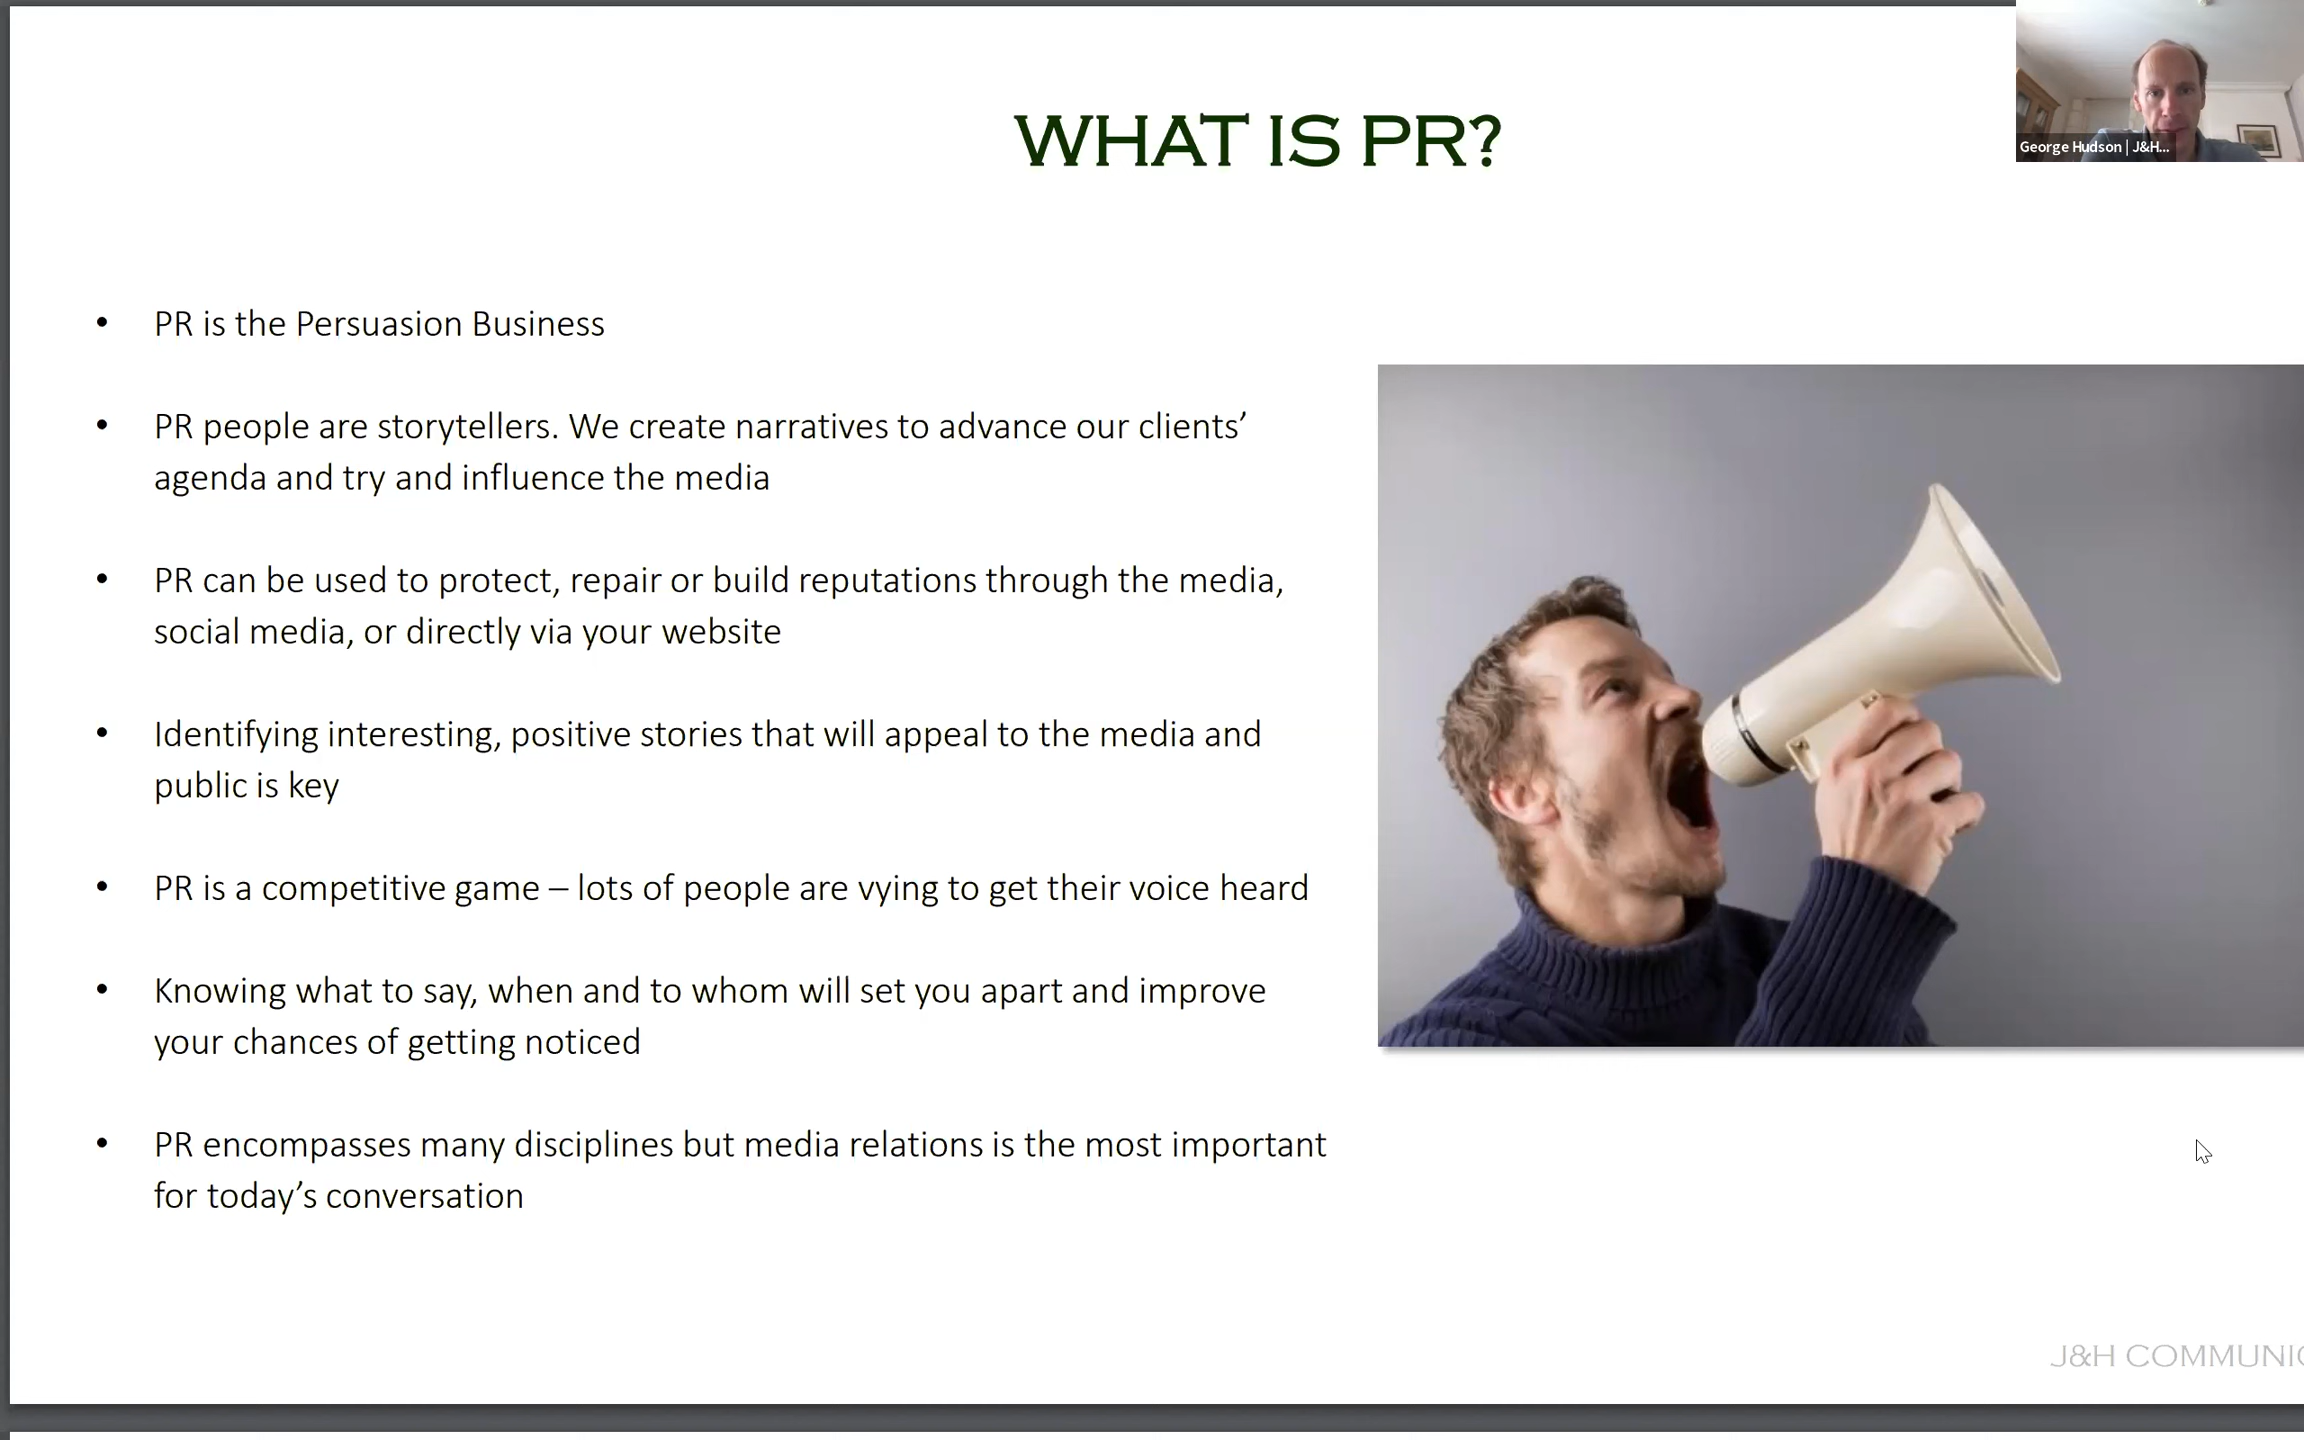 WHAT IS PR?
George Hudson | J&H...
• PR is the Persuasion Business
• PR people are storytellers. We create narratives to advance our clients’
agenda and try and influence the media
• PR can be used to protect, repair or build reputations through the media,
social media, or directly via your website
• Identifying interesting, positive stories that will appeal to the media and
public is key
• PR is a competitive game – lots of people are vying to get their voice heard
• Knowing what to say, when and to whom will set you apart and improve
your chances of getting noticed
• PR encompasses many disciplines but media relations is the most important
for today’s conversation
J&H COMMUNIC